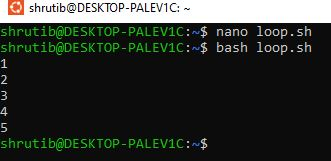 shrutib@DESKTOP-PALEV1C: ~
shrutib@DESKTOP-PALEV1C:~$ nano loop.sh
shrutib@DESKTOP-PALEV1C:~$ bash loop.sh
1
2
3
4
5
shrutib@DESKTOP-PALEV1C:~$